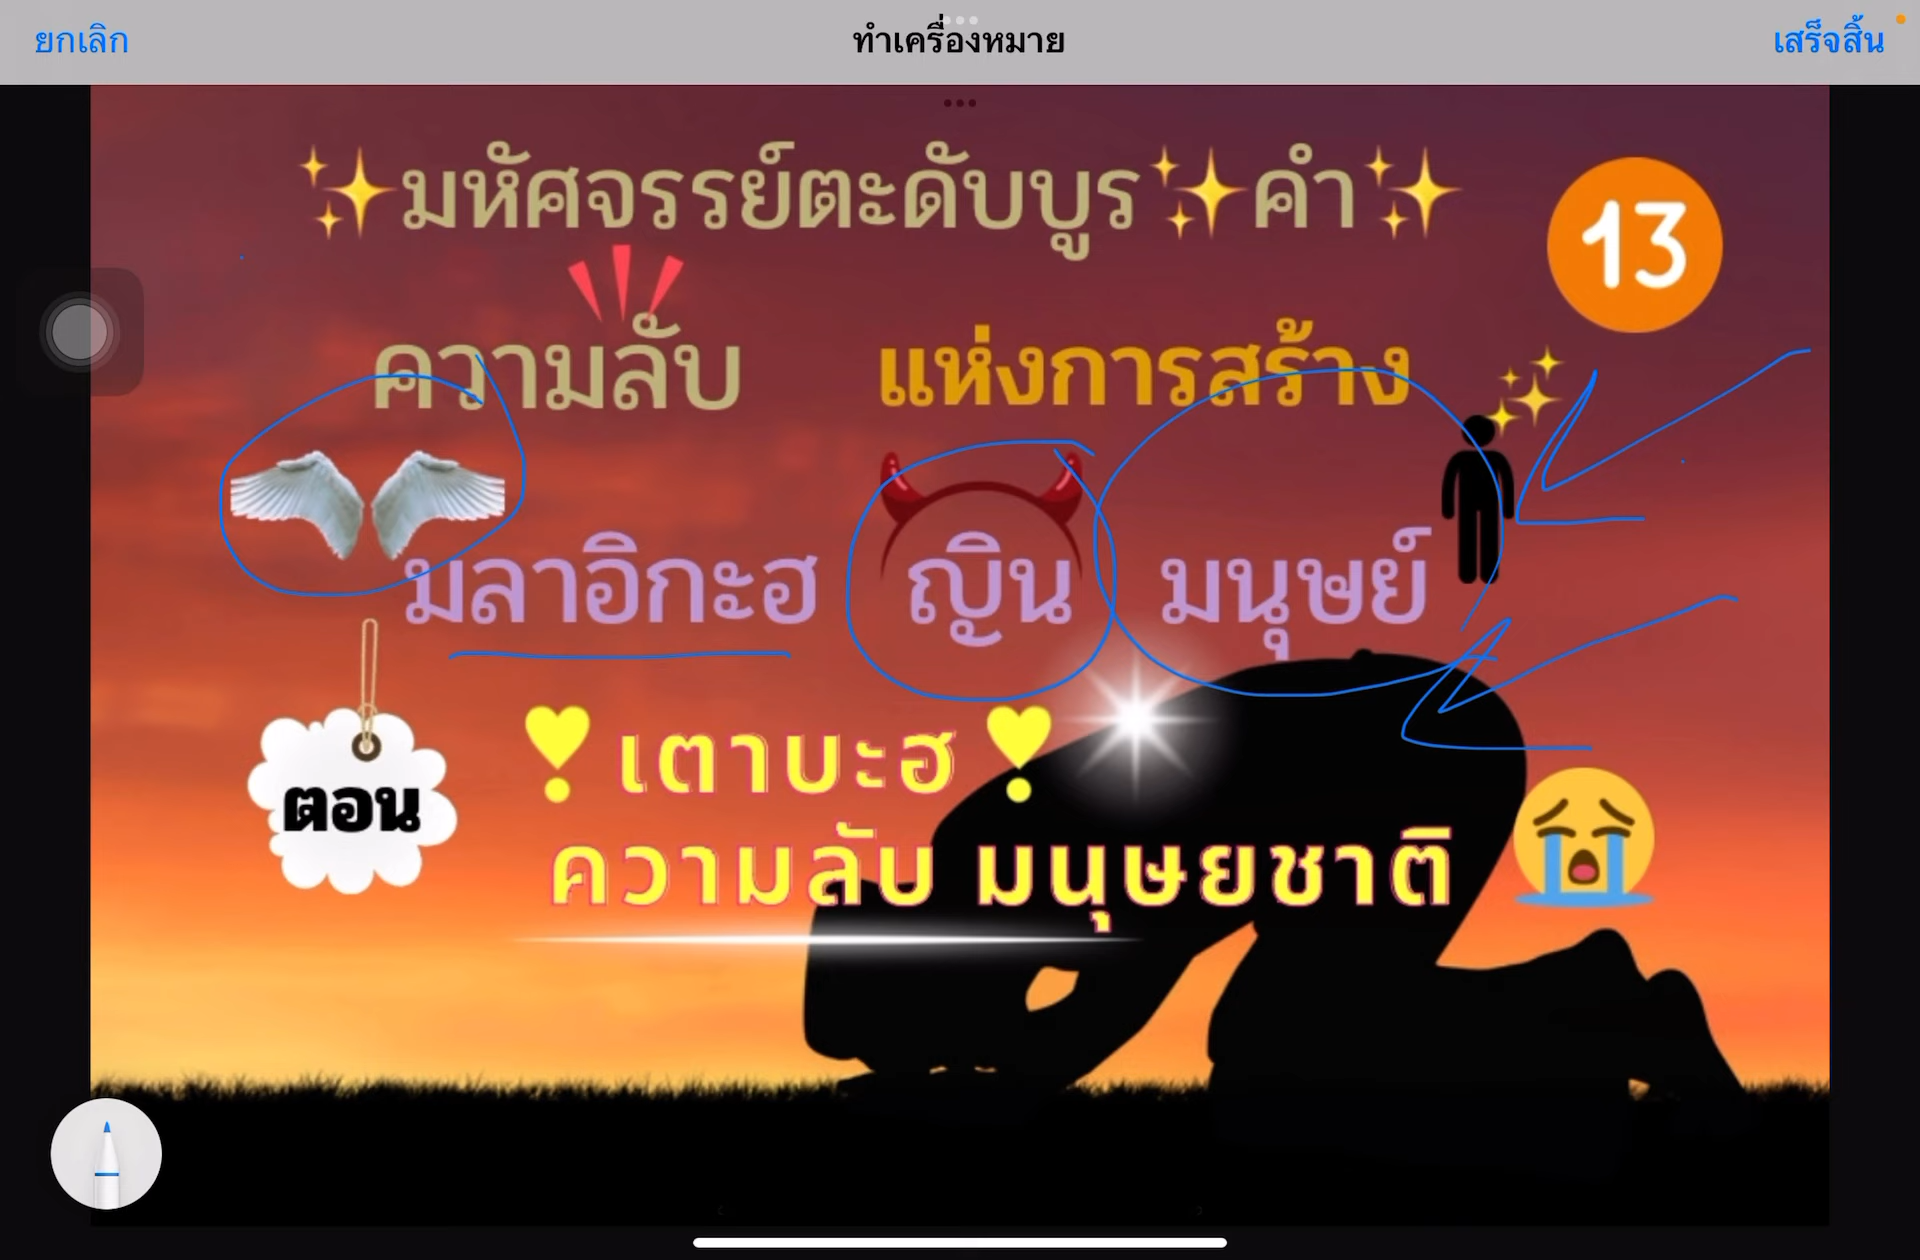 ยกเลิก ทำเครื่องหมาย เสร็จสิ้น
มหัศจรรย์ตะดับบูร คำ 13
ความลับ แห่งการสร้าง
มลาอิกะฮ ญิน มนุษย์
ตอน เตาบะฮ
ความลับ มนุษยชาติ